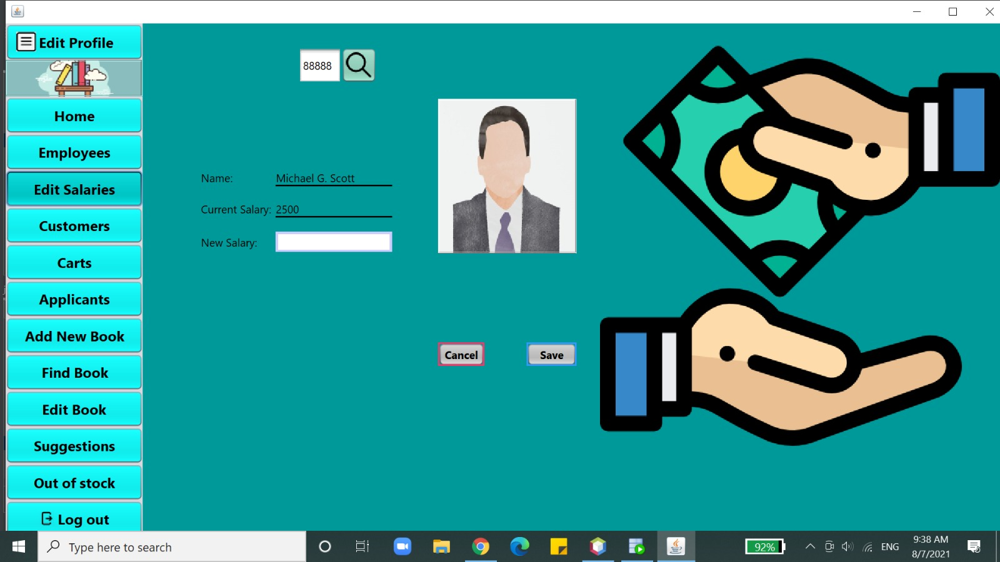 Edit Profile
Home
Employees
Edit Salaries
Customers
Carts
Applicants
Add New Book
Find Book
Edit Book
Suggestions
Out of stock
Log out
88888
Name: Michael G. Scott
Current Salary: 2500
New Salary:
Cancel Save
Type here to search
92%
ENG
9:38 AM
8/7/2021